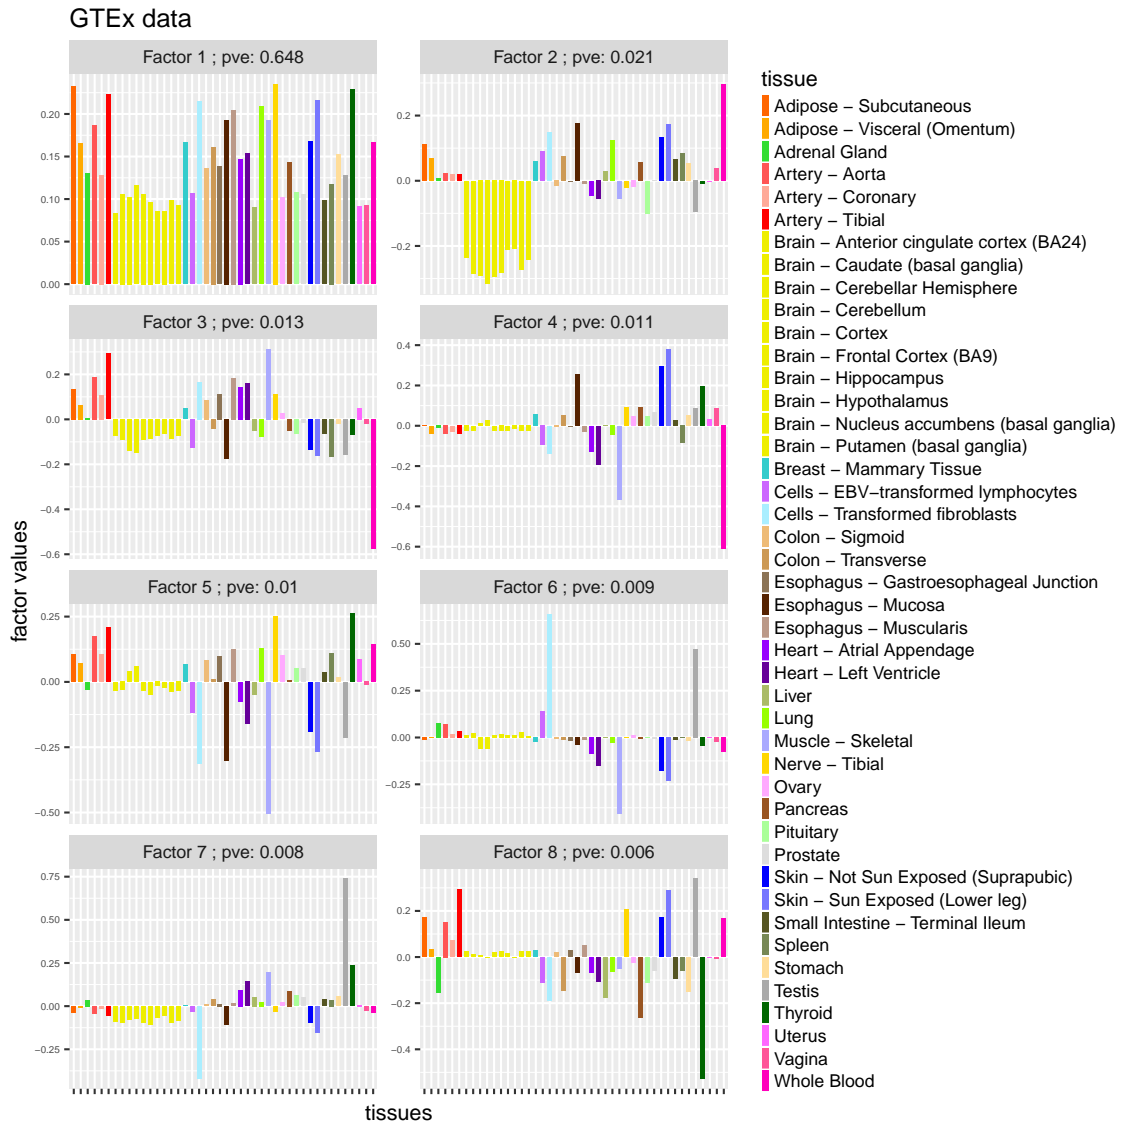 GTEx data
Factor 1 ; pve: 0.648
Factor 2 ; pve: 0.021
0.20
0.15
0.10
0.05
0.00
0.2
0.0
−0.2
Factor 3 ; pve: 0.013
Factor 4 ; pve: 0.011
0.2
0.0
−0.2
−0.4
−0.6
0.4
0.2
0.0
−0.2
−0.4
−0.6
Factor 5 ; pve: 0.01
Factor 6 ; pve: 0.009
0.25
0.00
−0.25
−0.50
0.50
0.25
0.00
−0.25
Factor 7 ; pve: 0.008
Factor 8 ; pve: 0.006
0.75
0.50
0.25
0.00
−0.25
0.2
0.0
−0.2
−0.4
factor values
tissues
tissue
Adipose − Subcutaneous
Adipose − Visceral (Omentum)
Adrenal Gland
Artery − Aorta
Artery − Coronary
Artery − Tibial
Brain − Anterior cingulate cortex (BA24)
Brain − Caudate (basal ganglia)
Brain − Cerebellar Hemisphere
Brain − Cerebellum
Brain − Cortex
Brain − Frontal Cortex (BA9)
Brain − Hippocampus
Brain − Hypothalamus
Brain − Nucleus accumbens (basal ganglia)
Brain − Putamen (basal ganglia)
Breast − Mammary Tissue
Cells − EBV−transformed lymphocytes
Cells − Transformed fibroblasts
Colon − Sigmoid
Colon − Transverse
Esophagus − Gastroesophageal Junction
Esophagus − Mucosa
Esophagus − Muscularis
Heart − Atrial Appendage
Heart − Left Ventricle
Liver
Lung
Muscle − Skeletal
Nerve − Tibial
Ovary
Pancreas
Pituitary
Prostate
Skin − Not Sun Exposed (Suprapubic)
Skin − Sun Exposed (Lower leg)
Small Intestine − Terminal Ileum
Spleen
Stomach
Testis
Thyroid
Uterus
Vagina
Whole Blood